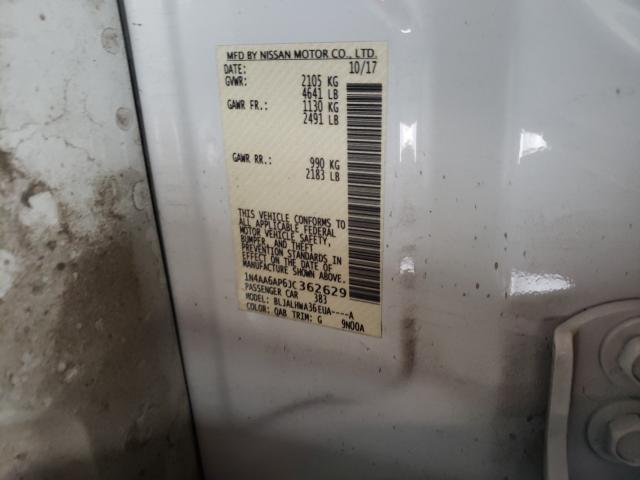 MFD BY NISSAN MOTOR CO., LTD.
DATE: 10/17
GVWR: 2105 KG
4641 LB
GAWR FR.: 1130 KG
2491 LB
GAWR RR.: 990 KG
2183 LB
THIS VEHICLE CONFORMS TO
ALL APPLICABLE FEDERAL
MOTOR VEHICLE SAFETY,
BUMPER, AND THEFT
PREVENTION STANDARDS IN
EFFECT ON THE DATE OF
MANUFACTURE SHOWN ABOVE.
1N4AA6AP6JC362629
PASSENGER CAR 383
MODEL: BLJALHWA36EUA----A
COLOR: QAB TRIM: G 9N00A